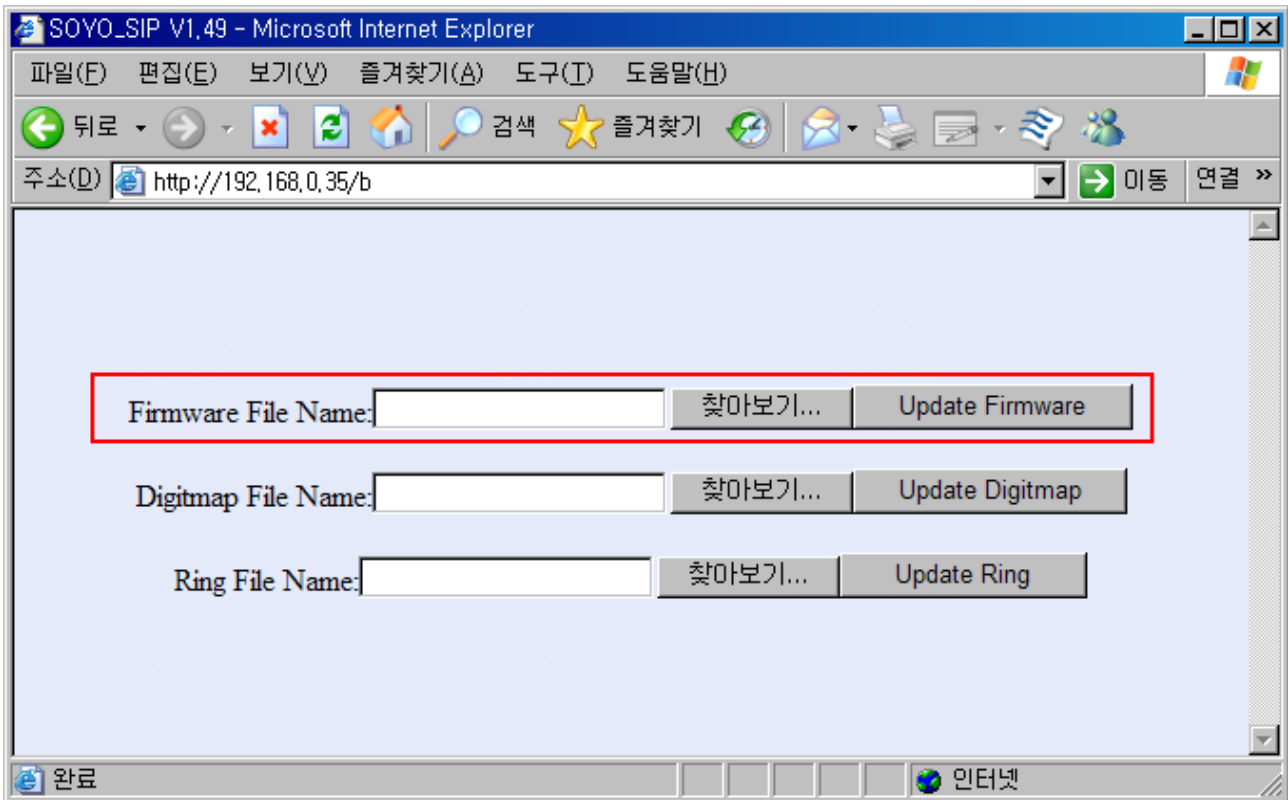 SOYO_SIP V1.49 - Microsoft Internet Explorer
파일(F) 편집(E) 보기(V) 즐겨찾기(A) 도구(T) 도움말(H)
뒤로 검색 즐겨찾기
주소(D) http://192.168.0.35/b 이동 연결 »
Firmware File Name: 찾아보기... Update Firmware
Digitmap File Name: 찾아보기... Update Digitmap
Ring File Name: 찾아보기... Update Ring
완료 인터넷